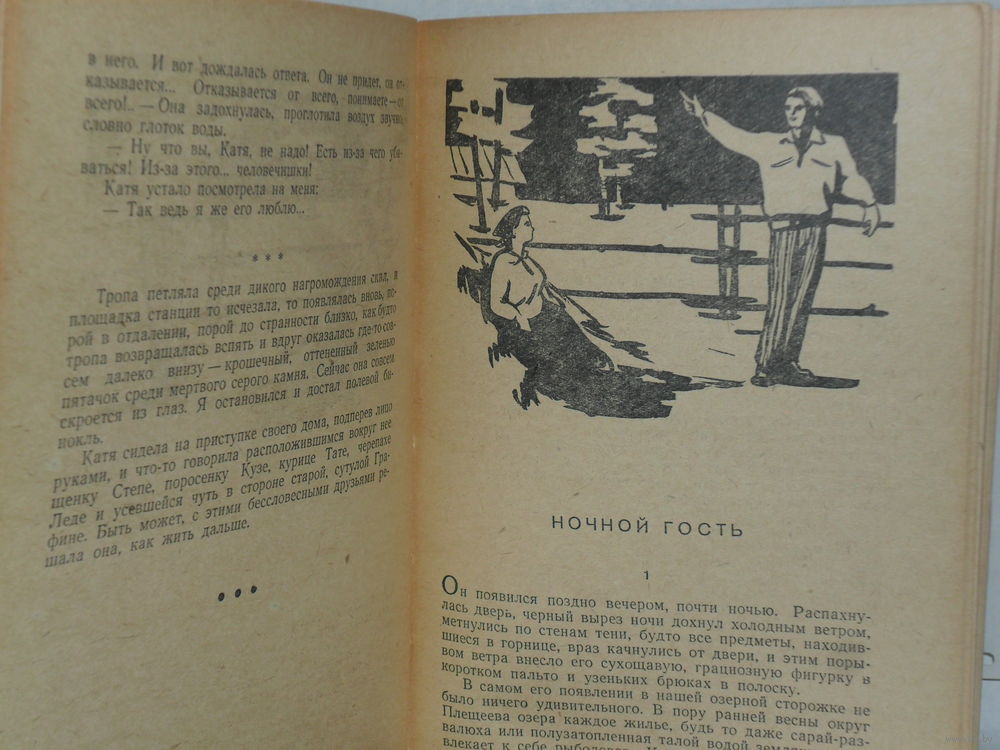 в него. И вот дождалась ответа. Он не придет, он от-
казывается... Отказывается от всего, понимаете — от
всего!.. — Она задохнулась, проглотила воздух звучно,
словно глоток воды.
— Ну что вы, Катя, не надо! Есть из-за чего уби-
ваться! Из-за этого... человечишки!
Катя устало посмотрела на меня:
— Так ведь я же его люблю...
* * *
Тропа петляла среди дикого нагромождения скал, и
площадка станции то исчезала, то появлялась вновь, по-
рой в отдалении, порой до странности близко, как будто
тропа возвращалась вспять и вдруг оказалась где-то сов-
сем далеко внизу — крошечный, оттененный зеленью
пятачок среди мертвого серого камня. Сейчас она совсем
скроется из глаз. Я остановился и достал полевой би-
нокль.
Катя сидела на приступке своего дома, подперев лицо
руками, и что-то говорила расположившимся вокруг нее
щенку Степе, поросенку Кузе, курице Тате, черепахе
Леде и усевшейся чуть в стороне старой, сутулой Гра-
фине. Быть может, с этими бессловесными друзьями ре-
шала она, как жить дальше.
НОЧНОЙ ГОСТЬ
1
Он появился поздно вечером, почти ночью. Распахну-
лась дверь, черный вырез ночи дохнул холодным ветром,
метнулись по стенам тени, будто все предметы, находив-
шиеся в горнице, враз качнулись от двери, и этим поры-
вом ветра внесло его сухощавую, грациозную фигурку в
коротком пальто и узеньких брюках в полоску.
В самом его появлении в нашей озерной сторожке не
было ничего удивительного. В пору ранней весны округ
Плещеева озера каждое жилье, будь то даже сарай-раз-
валюха или полузатопленная талой водой
влекает к себе